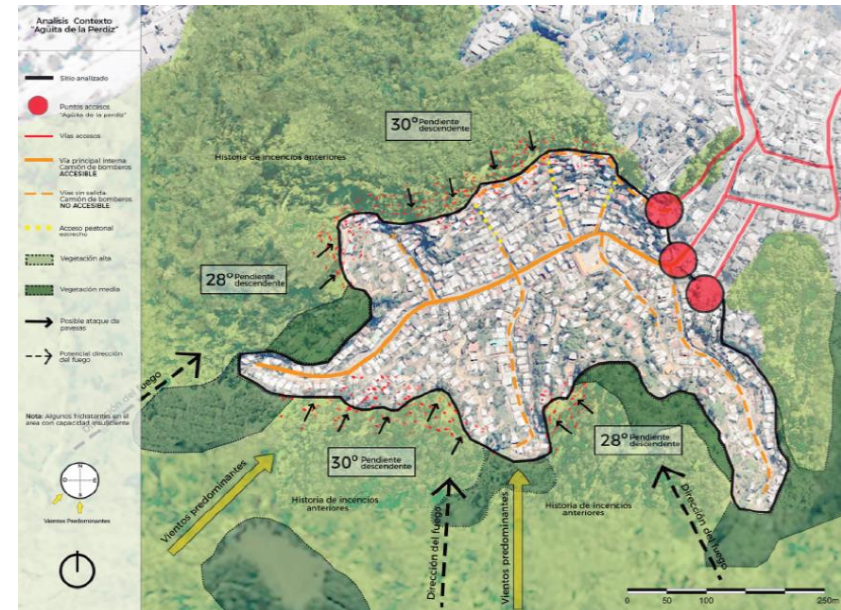 Analisis Contexto
"Agüita de la Perdiz"
Sitio analizado
Puntos accesos
"Agüita de la perdiz"
Vías accesos
Vía principal interna
Camión de bomberos
ACCESIBLE
Vías sin salida
Camión de bomberos
NO ACCESIBLE
Acceso peatonal
estrecho
Vegetación alta
Vegetación media
Posible ataque de
pavesas
Potencial dirección
del fuego
Nota: Algunos hidratantes en el
area con capacidad insuficiente
N
S
Vientos Predominantes
30° Pendiente
descendente
Historia de incencios anteriores
28° Pendiente
descendente
30° Pendiente
descendente
28° Pendiente
descendente
Historia de incencios
anteriores
Historia de incencios
anteriores
Vientos predominantes
Dirección del fuego
Vientos predominantes
Dirección del fuego
0 50 100 250m